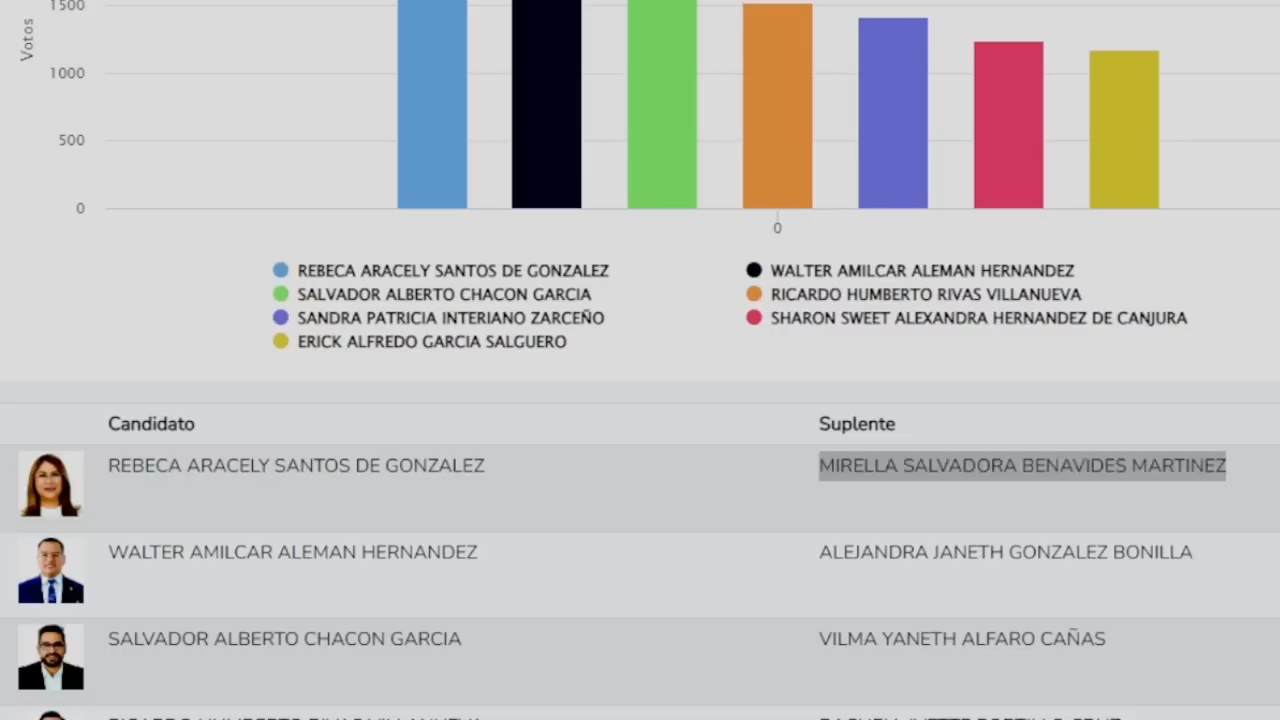 1500
Votos
1000
500
0
0
REBECA ARACELY SANTOS DE GONZALEZ
WALTER AMILCAR ALEMAN HERNANDEZ
SALVADOR ALBERTO CHACON GARCIA
RICARDO HUMBERTO RIVAS VILLANUEVA
SANDRA PATRICIA INTERIANO ZARCEÑO
SHARON SWEET ALEXANDRA HERNANDEZ DE CANJURA
ERICK ALFREDO GARCIA SALGUERO
Candidato Suplente
REBECA ARACELY SANTOS DE GONZALEZ MIRELLA SALVADORA BENAVIDES MARTINEZ
WALTER AMILCAR ALEMAN HERNANDEZ ALEJANDRA JANETH GONZALEZ BONILLA
SALVADOR ALBERTO CHACON GARCIA VILMA YANETH ALFARO CAÑAS